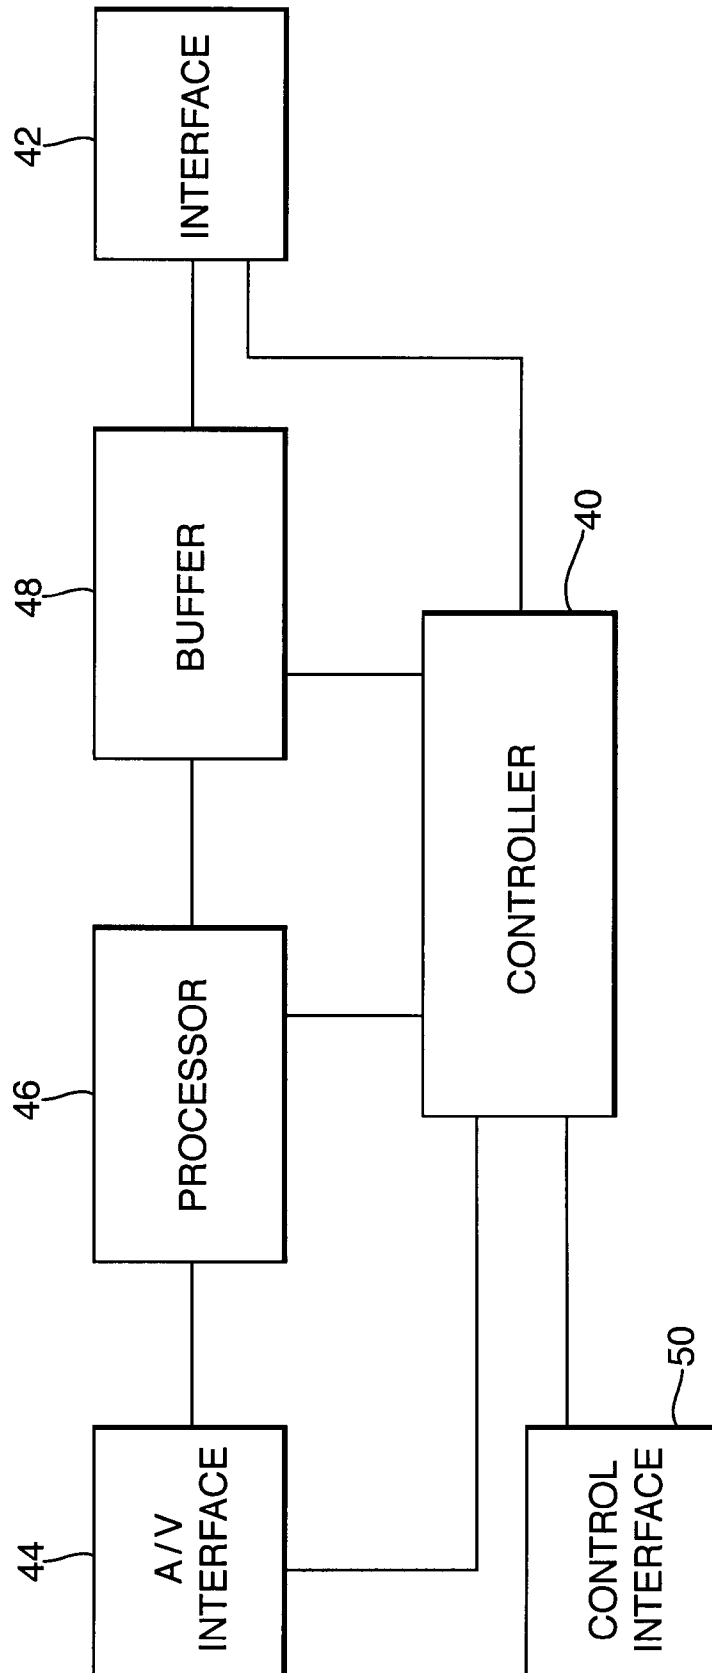 44
A/V
INTERFACE
46
PROCESSOR
48
BUFFER
42
INTERFACE
CONTROLLER
40
CONTROL
INTERFACE
50